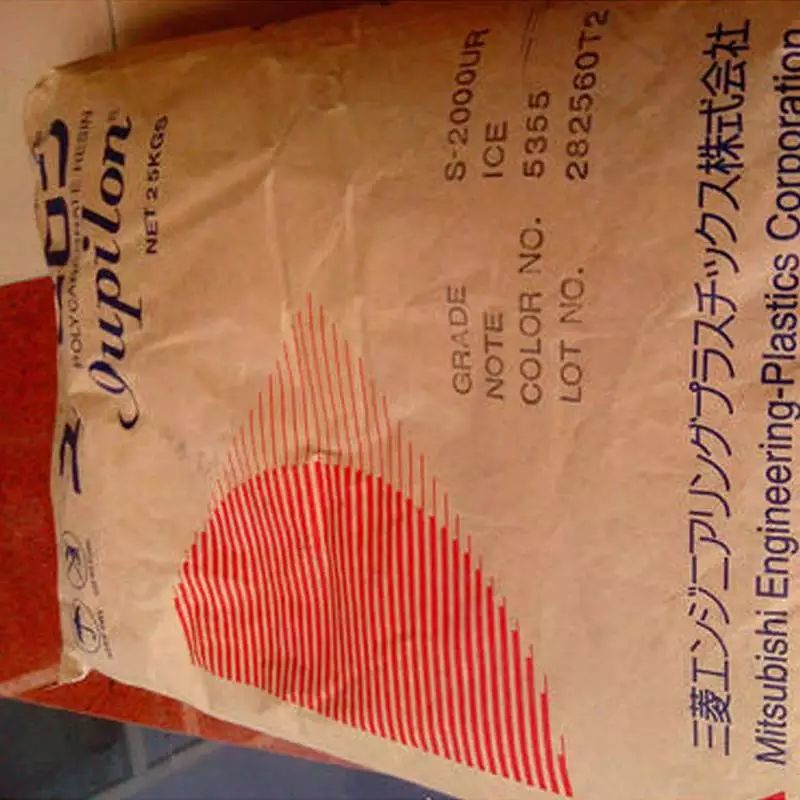 POLYCARBONATE RESIN
Iupilon®
NET 25KGS
GRADE S-2000UR
NOTE ICE
COLOR NO. 5355
LOT NO. 282560T2
三菱エンジニアリングプラスチックス株式会社
Mitsubishi Engineering-Plastics Corporation